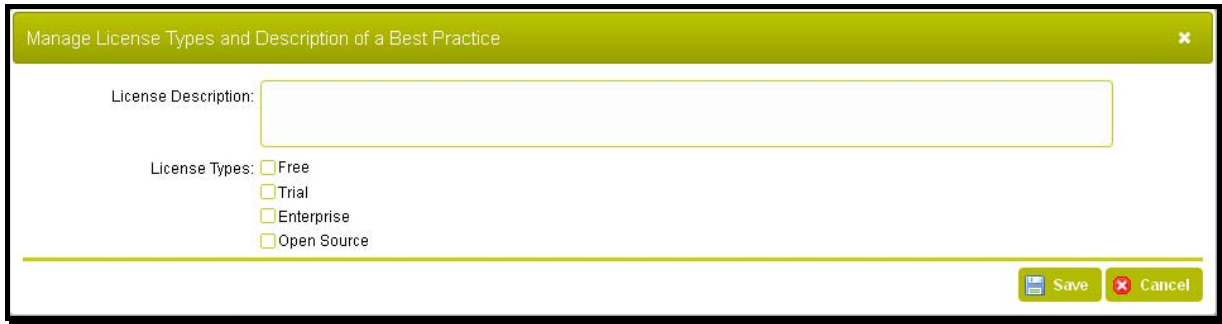 Manage License Types and Description of a Best Practice
License Description:
License Types: Free
Trial
Enterprise
Open Source
Save Cancel